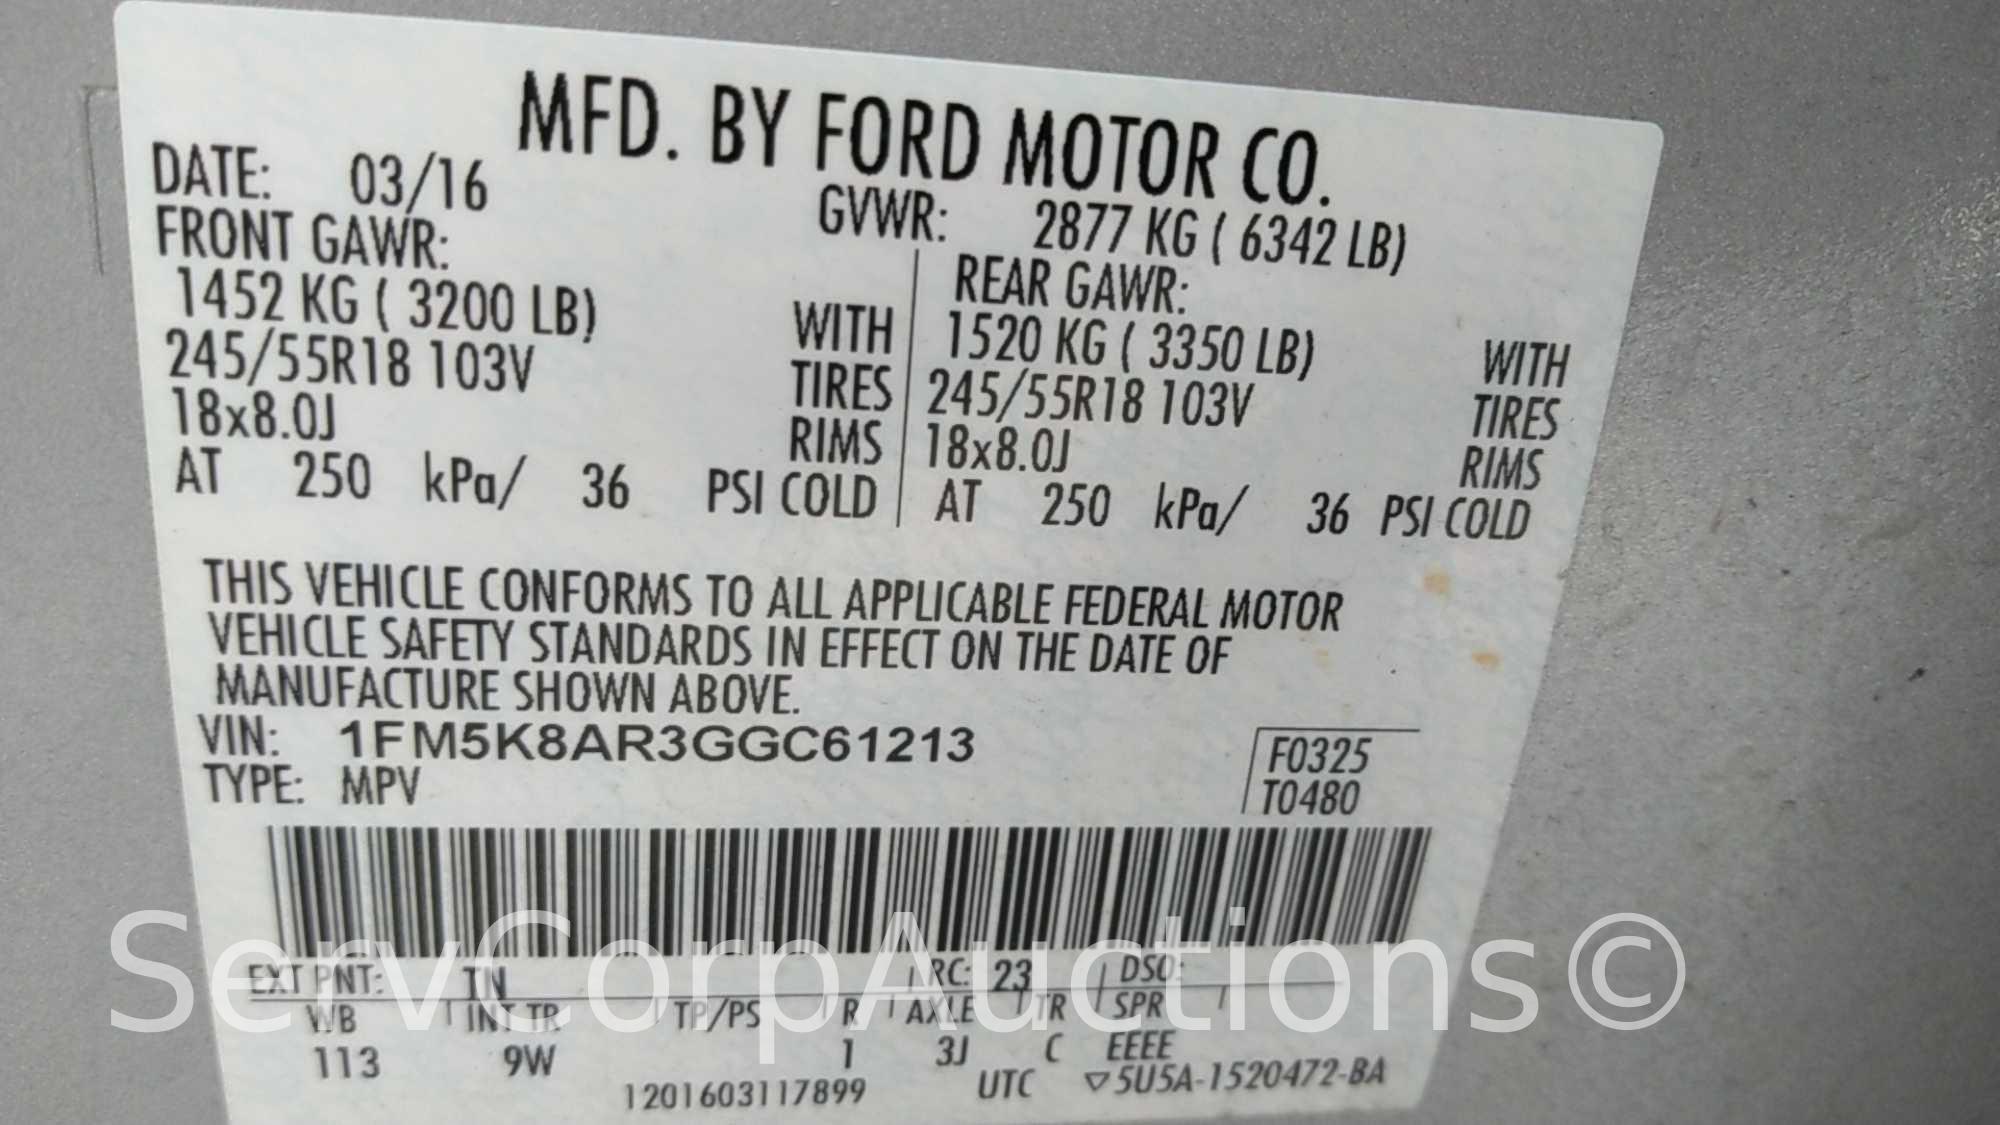 MFD. BY FORD MOTOR CO.
DATE: 03/16 GVWR: 2877 KG ( 6342 LB)
FRONT GAWR: REAR GAWR:
1452 KG ( 3200 LB) WITH 1520 KG ( 3350 LB) WITH
245/55R18 103V TIRES 245/55R18 103V TIRES
18x8.0J RIMS 18x8.0J RIMS
AT 250 kPa/ 36 PSI COLD AT 250 kPa/ 36 PSI COLD
THIS VEHICLE CONFORMS TO ALL APPLICABLE FEDERAL MOTOR
VEHICLE SAFETY STANDARDS IN EFFECT ON THE DATE OF
MANUFACTURE SHOWN ABOVE.
VIN: 1FM5K8AR3GGC61213 F0325
TYPE: MPV T0480
ServCorpAuctions©
EXT PNT: TN RC: 23 DSO:
WB INT TR TP/PS R AXLE TR SPR
113 9W 1 3J C EEEE
1201603117899 UTC ▽5U5A-1520472-BA